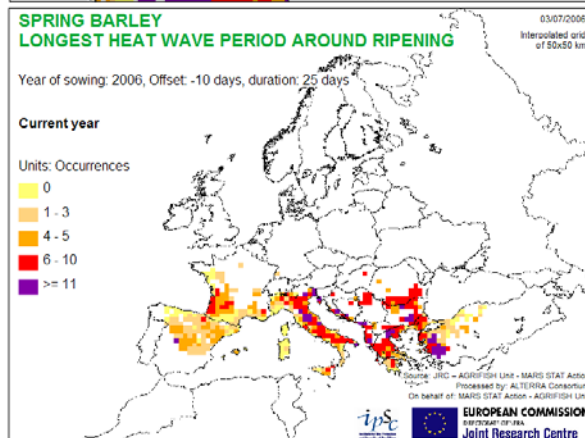 SPRING BARLEY
LONGEST HEAT WAVE PERIOD AROUND RIPENING
03/07/2006
Interpolated grid
of 50x50 km
Year of sowing: 2006, Offset: -10 days, duration: 25 days
Current year
Units: Occurrences
0
1 - 3
4 - 5
6 - 10
>= 11
Source: JRC – AGRIFISH Unit - MARS STAT Action
Processed by: ALTERRA Consortium
On behalf of: MARS STAT Action - AGRIFISH Unit
ipsc
EUROPEAN COMMISSION
Joint Research Centre